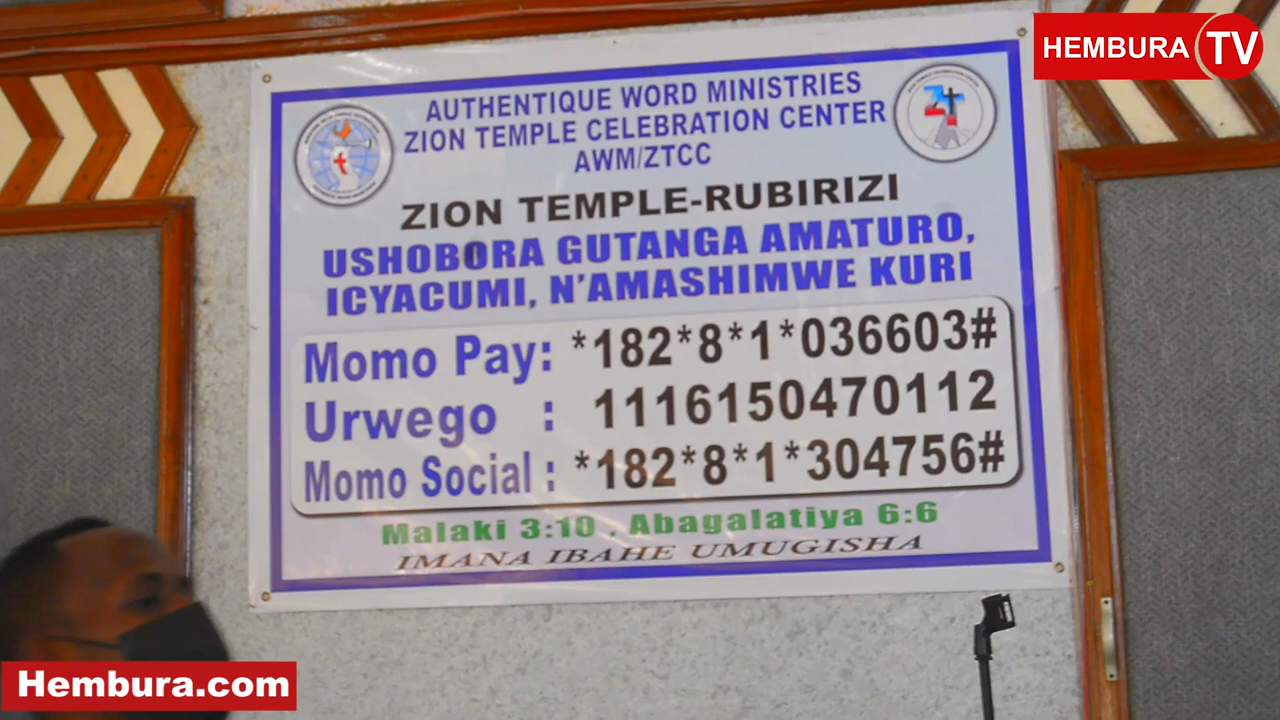 HEMBURA TV
AUTHENTIQUE WORD MINISTRIES
ZION TEMPLE CELEBRATION CENTER
AWM/ZTCC
ZION TEMPLE-RUBIRIZI
USHOBORA GUTANGA AMATURO,
ICYACUMI, N'AMASHIMWE KURI
Momo Pay: *182*8*1*036603#
Urwego : 1116150470112
Momo Social : *182*8*1*304756#
Malaki 3:10 , Abagalatiya 6:6
IMANA IBAHE UMUGISHA
Hembura.com